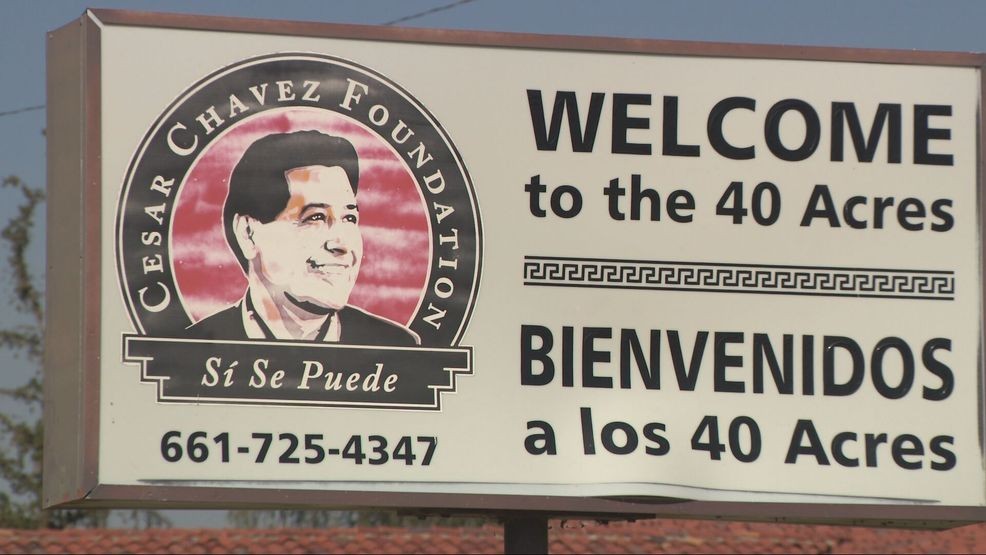 CESAR CHAVEZ FOUNDATION
Sí Se Puede
661-725-4347
WELCOME
to the 40 Acres
BIENVENIDOS
a los 40 Acres